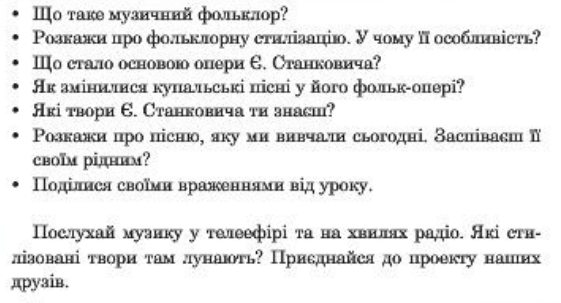 • Що таке музичний фольклор?
• Розкажи про фольклорну стилізацію. У чому її особливість?
• Що стало основою опери Є. Станковича?
• Як змінилися купальські пісні у його фольк-опері?
• Які твори Є. Станковича ти знаєш?
• Розкажи про пісню, яку ми вивчали сьогодні. Заспіваєш її
своїм рідним?
• Поділися своїми враженнями від уроку.
Послухай музику у телеефірі та на хвилях радіо. Які сти-
лізовані твори там лунають? Приєднайся до проекту наших
друзів.